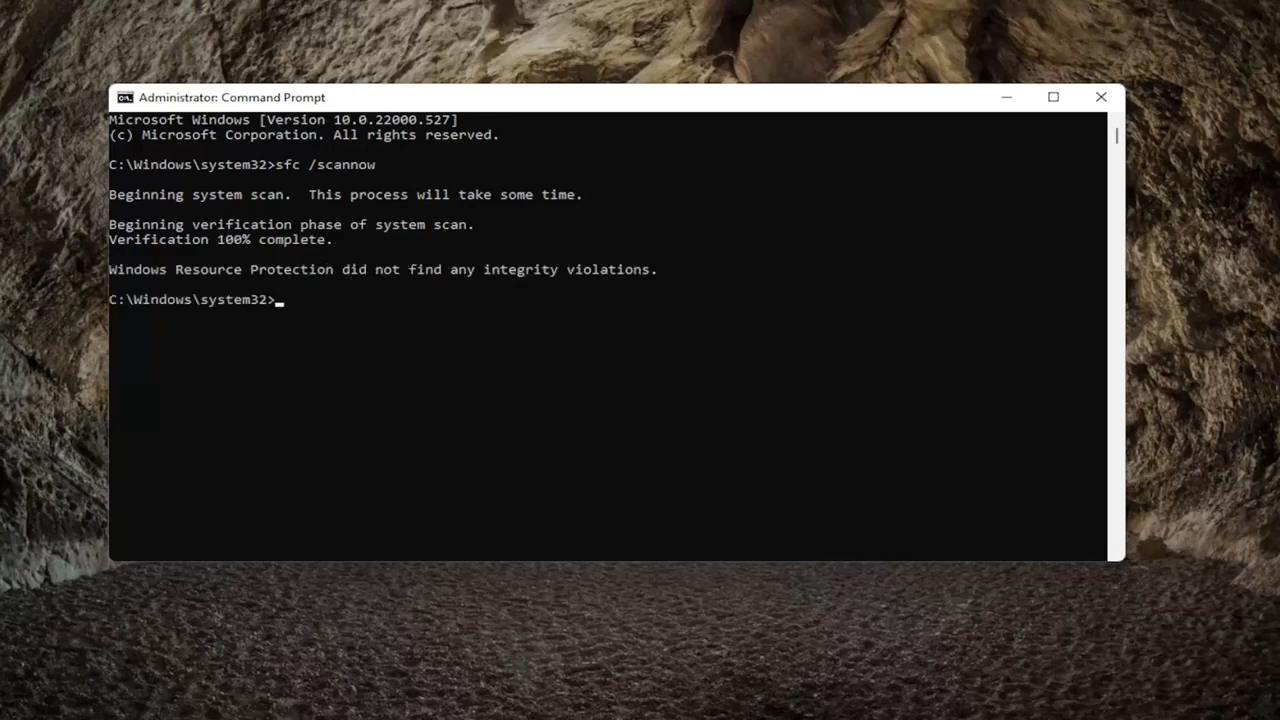 Administrator: Command Prompt
Microsoft Windows [Version 10.0.22000.527]
(c) Microsoft Corporation. All rights reserved.
C:\Windows\system32>sfc /scannow
Beginning system scan.  This process will take some time.
Beginning verification phase of system scan.
Verification 100% complete.
Windows Resource Protection did not find any integrity violations.
C:\Windows\system32>